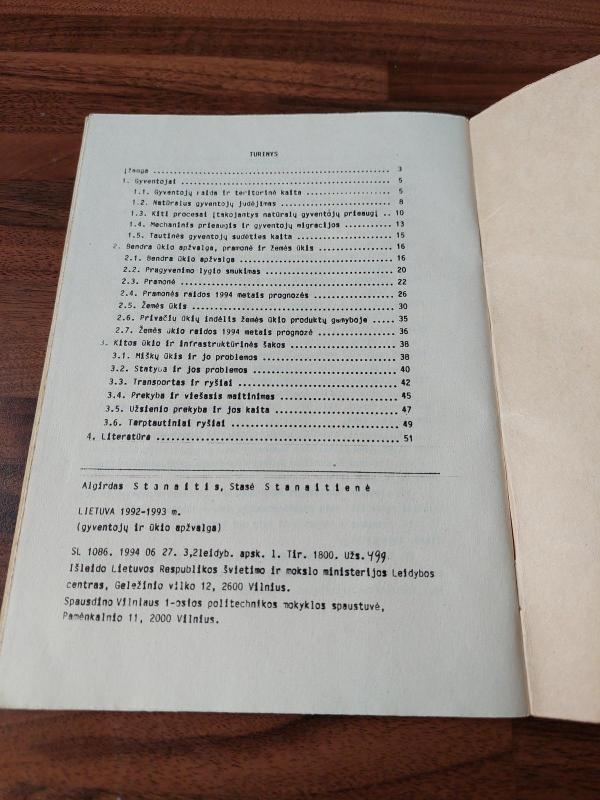 TURINYS
Įžanga ........ 3
1. Gyventojai ........ 5
1.1. Gyventojų raida ir teritorinė kaita ........ 5
1.2. Natūralus gyventojų judėjimas ........ 8
1.3. Kiti procesai įtakojantys natūralų gyventojų prieaugį .. 10
1.4. Mechaninis prieaugis ir gyventojų migracijos ........ 13
1.5. Tautinės gyventojų sudėties kaita ........ 15
2. Bendra ūkio apžvalga, pramonė ir žemės ūkis ........ 16
2.1. Bendra ūkio apžvalga ........ 16
2.2. Pragyvenimo lygio smukimas ........ 20
2.3. Pramonė ........ 22
2.4. Pramonės raidos 1994 metais prognozės ........ 26
2.5. Žemės ūkis ........ 30
2.6. Privačių ūkių indėlis žemės ūkio produktų gamyboje ..... 35
2.7. Žemės ūkio raidos 1994 metais prognozė ........ 36
3. Kitos ūkio ir infrastruktūrinės šakos ........ 38
3.1. Miškų ūkis ir jo problemos ........ 38
3.2. Statyba ir jos problemos ........ 40
3.3. Transportas ir ryšiai ........ 42
3.4. Prekyba ir viešasis maitinimas ........ 45
3.5. Užsienio prekyba ir jos kaita ........ 47
3.6. Tarptautiniai ryšiai ........ 49
4. Literatūra ........ 51
Algirdas Stanaitis, Stasė Stanaitienė
LIETUVA 1992-1993 m.
(gyventojų ir ūkio apžvalga)
SL 1086. 1994 06 27. 3,2leidyb. apsk. l. Tir. 1800. Užs. 499
Išleido Lietuvos Respublikos švietimo ir mokslo ministerijos Leidybos
centras, Geležinio vilko 12, 2600 Vilnius.
Spausdino Vilniaus 1-osios politechnikos mokyklos spaustuvė,
Pamėnkalnio 11, 2000 Vilnius.